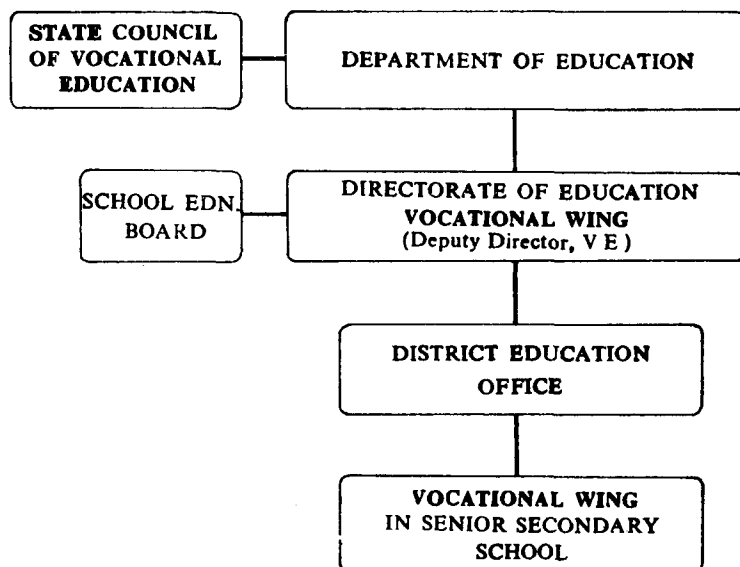 STATE COUNCIL
OF VOCATIONAL
EDUCATION
DEPARTMENT OF EDUCATION
SCHOOL EDN.
BOARD
DIRECTORATE OF EDUCATION
VOCATIONAL WING
(Deputy Director, V E)
DISTRICT EDUCATION
OFFICE
VOCATIONAL WING
IN SENIOR SECONDARY
SCHOOL